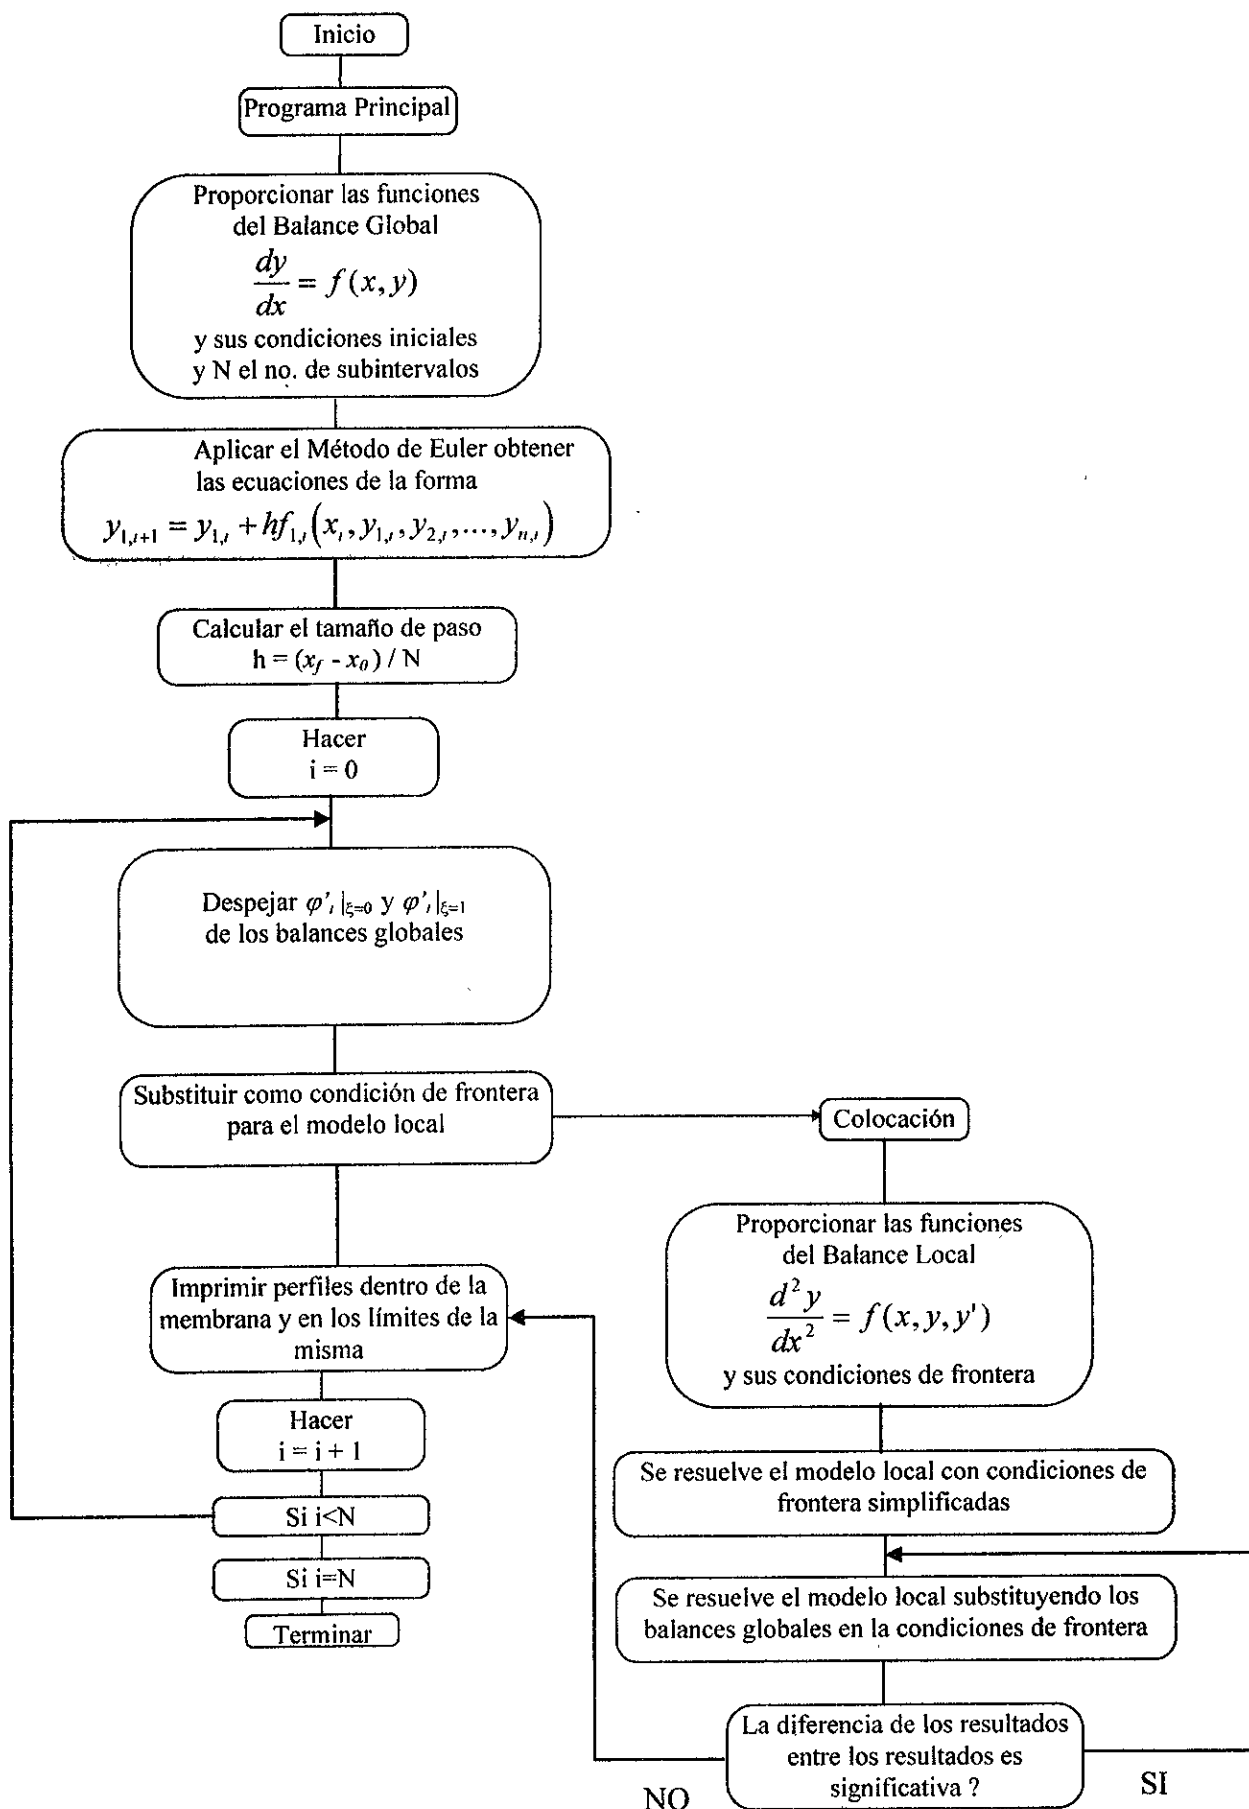 Inicio
Programa Principal
Proporcionar las funciones
del Balance Global
dy/dx = f(x, y)
y sus condiciones iniciales
y N el no. de subintervalos
Aplicar el Método de Euler obtener
las ecuaciones de la forma
y_{1,i+1} = y_{1,i} + hf_{1,i}(x_i, y_{1,i}, y_{2,i}, ..., y_{n,i})
Calcular el tamaño de paso
h = (x_f - x_0) / N
Hacer
i = 0
Despejar φ'_i |_{ξ=0} y φ'_i |_{ξ=1}
de los balances globales
Substituir como condición de frontera
para el modelo local
Imprimir perfiles dentro de la
membrana y en los límites de la
misma
Hacer
i = i + 1
Si i<N
Si i=N
Terminar
Colocación
Proporcionar las funciones
del Balance Local
d²y/dx² = f(x, y, y')
y sus condiciones de frontera
Se resuelve el modelo local con condiciones de
frontera simplificadas
Se resuelve el modelo local substituyendo los
balances globales en la condiciones de frontera
La diferencia de los resultados
entre los resultados es
significativa ?
NO
SI